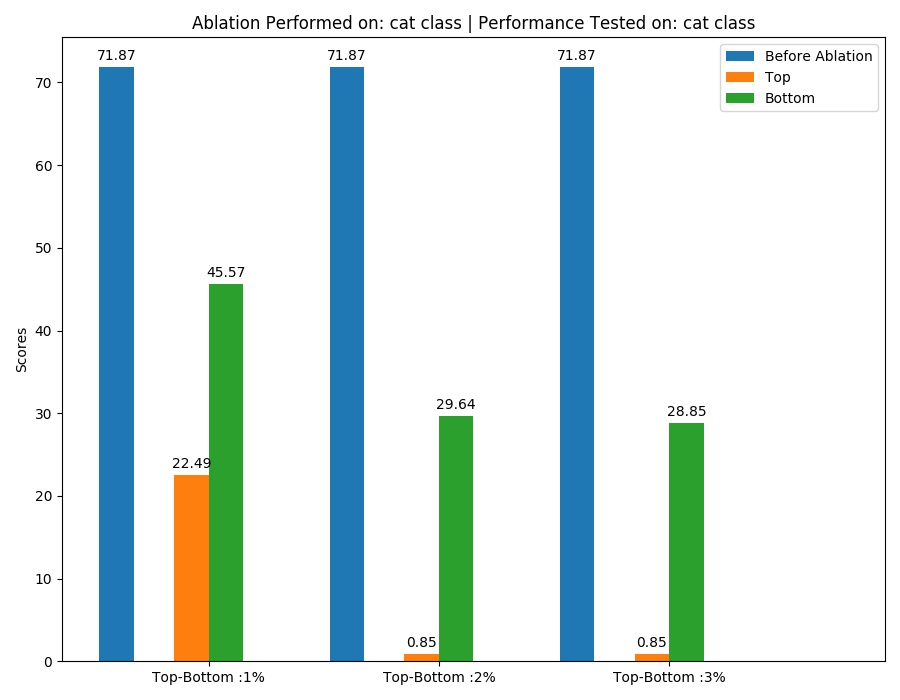 Ablation Performed on: cat class | Performance Tested on: cat class
Before Ablation
Top
Bottom
71.87
71.87
71.87
45.57
22.49
29.64
0.85
28.85
0.85
Scores
70
60
50
40
30
20
10
0
Top-Bottom :1%
Top-Bottom :2%
Top-Bottom :3%